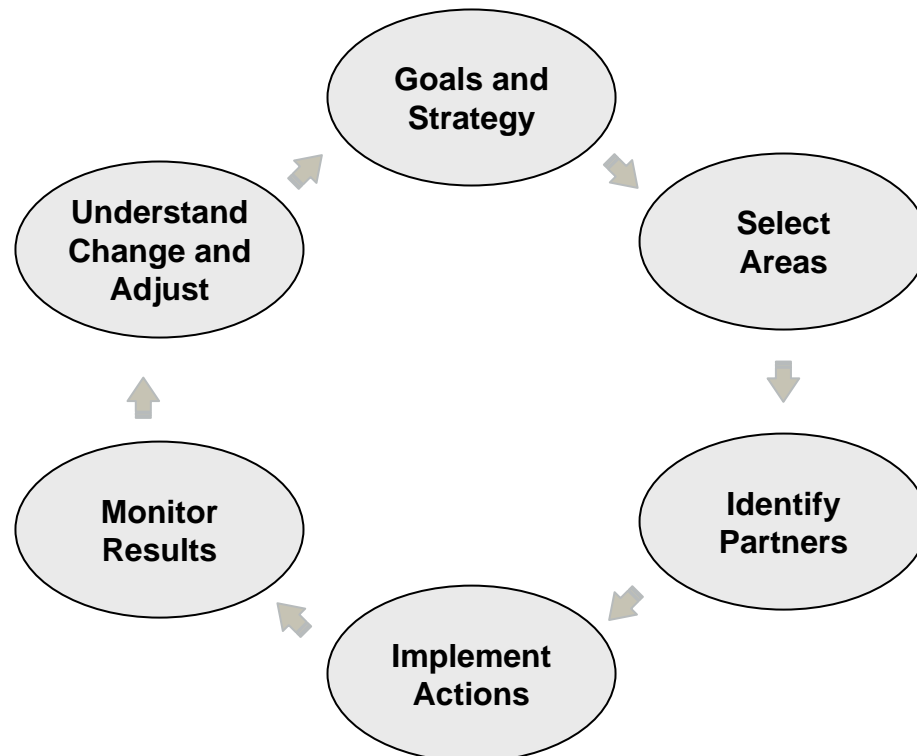 Goals and
Strategy
Select
Areas
Identify
Partners
Implement
Actions
Monitor
Results
Understand
Change and
Adjust